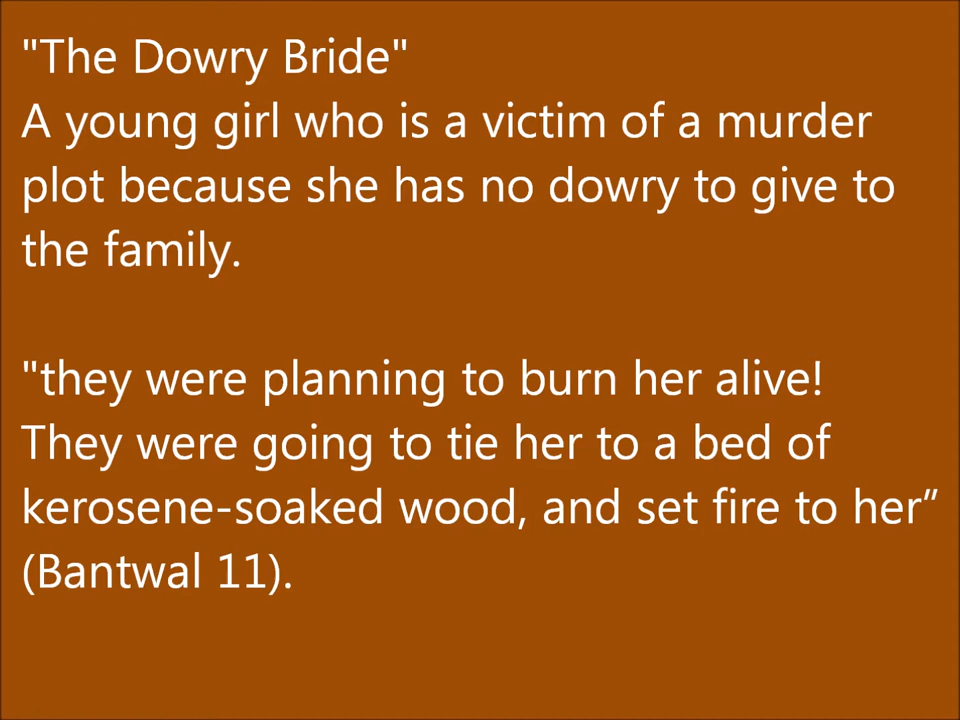 "The Dowry Bride"
A young girl who is a victim of a murder
plot because she has no dowry to give to
the family.
"they were planning to burn her alive!
They were going to tie her to a bed of
kerosene-soaked wood, and set fire to her”
(Bantwal 11).